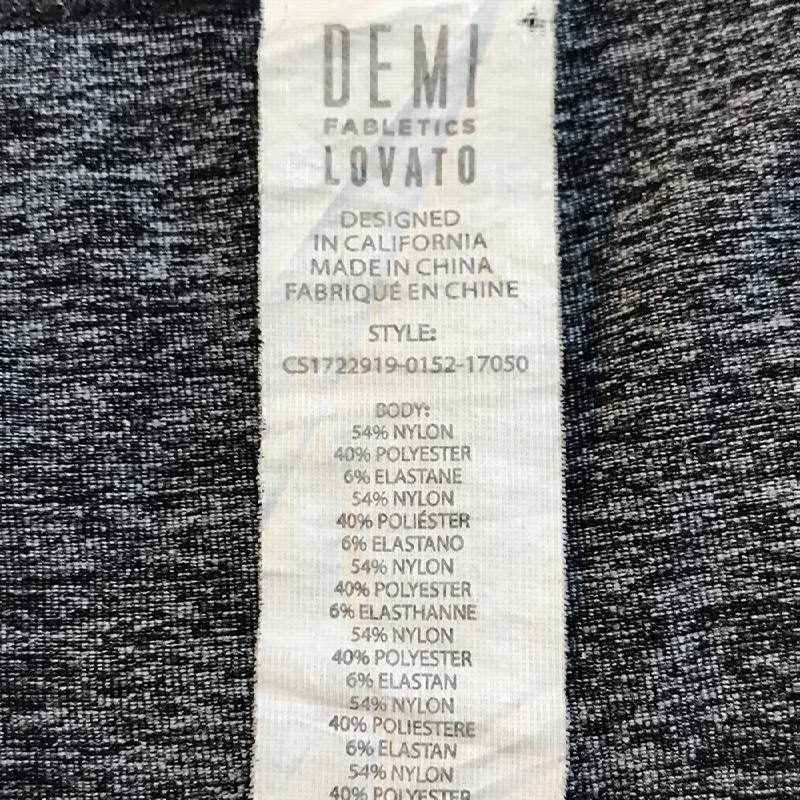 DEMI
FABLETICS
LOVATO
DESIGNED
IN CALIFORNIA
MADE IN CHINA
FABRIQUÉ EN CHINE
STYLE:
CS1722919-0152-17050
BODY:
54% NYLON
40% POLYESTER
6% ELASTANE
54% NYLON
40% POLIÉSTER
6% ELASTANO
54% NYLON
40% POLYESTER
6% ELASTHANNE
54% NYLON
40% POLYESTER
6% ELASTAN
54% NYLON
40% POLIESTERE
6% ELASTAN
54% NYLON
40% POLYESTER